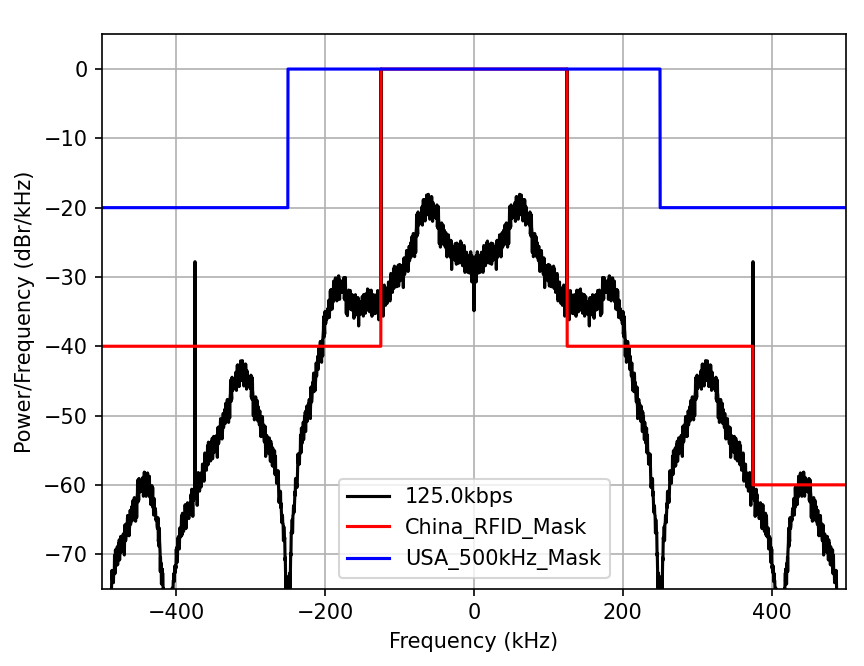 0
−10
−20
−30
−40
−50
−60
−70
Power/Frequency (dBr/kHz)
125.0kbps
China_RFID_Mask
USA_500kHz_Mask
−400
−200
0
200
400
Frequency (kHz)